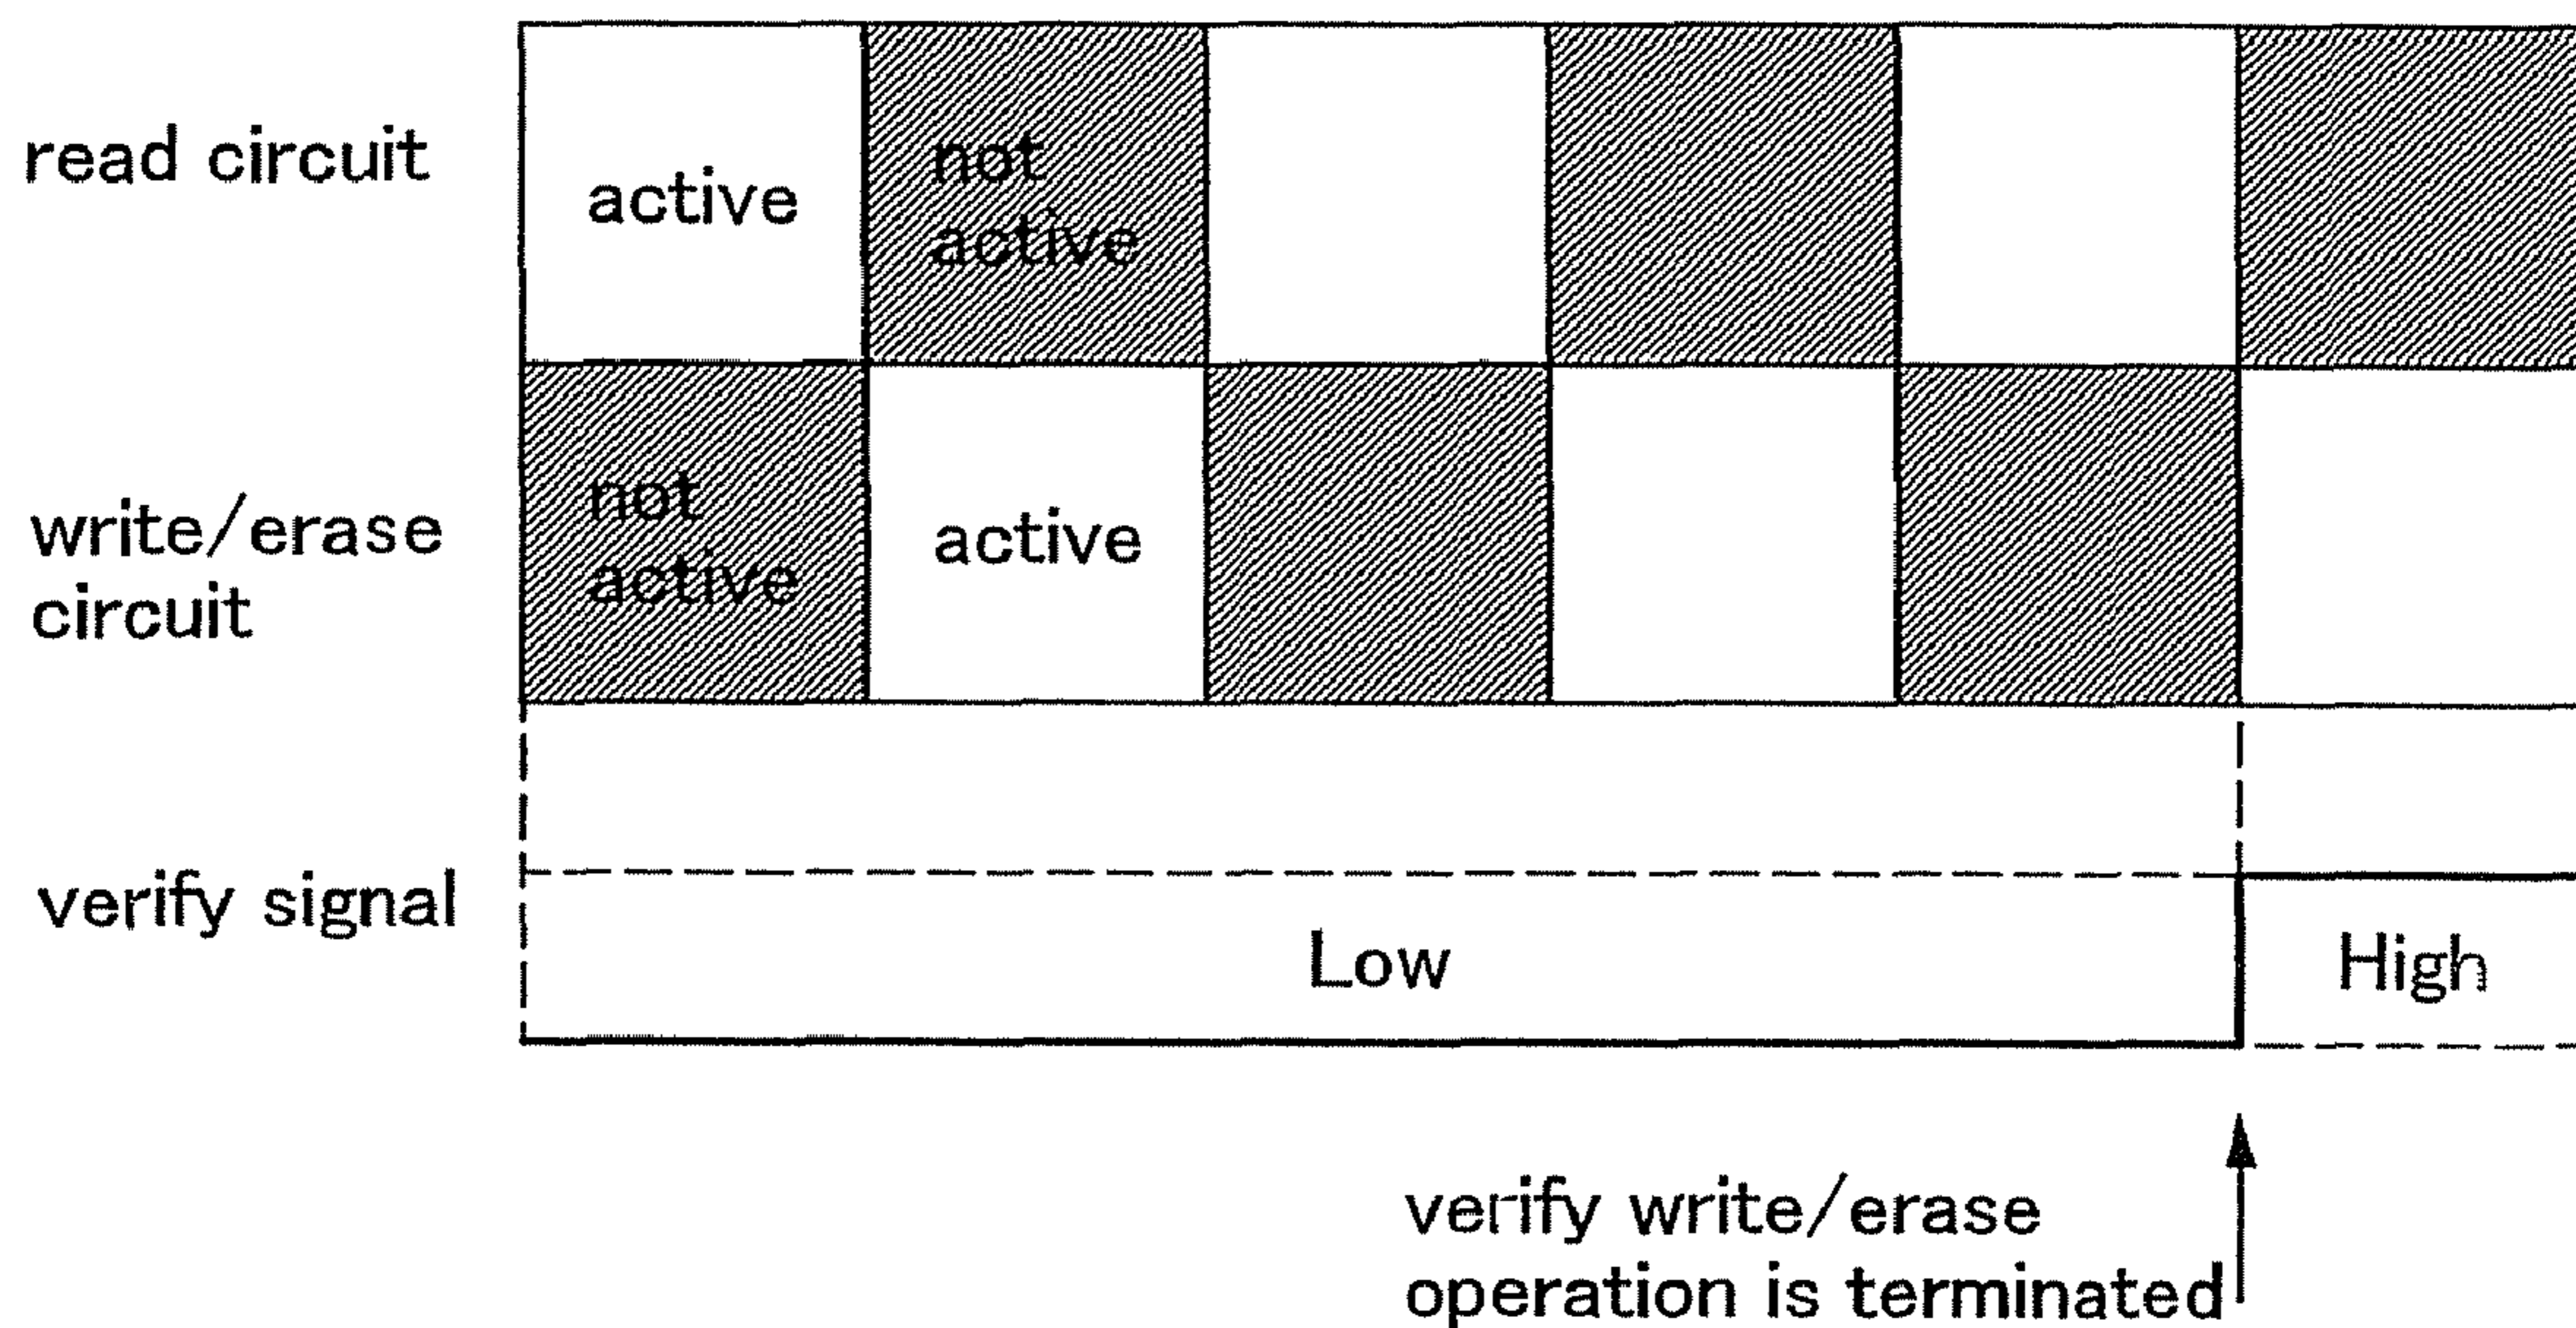 read circuit
active
not
active
write/erase
circuit
not
active
active
verify signal
Low
High
verify write/erase
operation is terminated